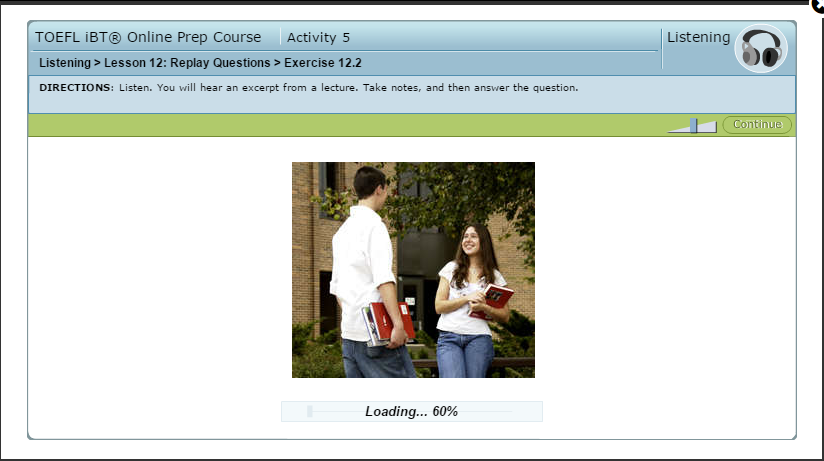 TOEFL iBT® Online Prep Course Activity 5 Listening
Listening > Lesson 12: Replay Questions > Exercise 12.2
DIRECTIONS: Listen. You will hear an excerpt from a lecture. Take notes, and then answer the question.
Continue
Loading... 60%